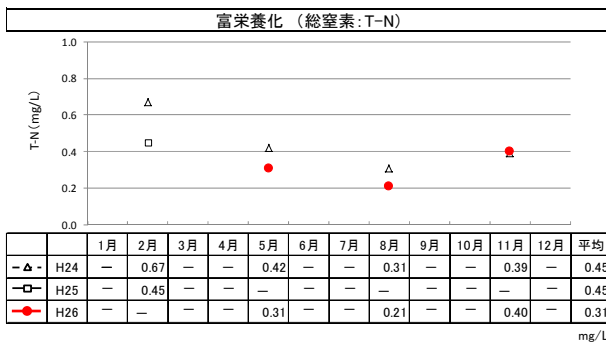 富栄養化 （総窒素：T-N）
T-N（mg/L）
1.0
0.8
0.6
0.4
0.2
0.0
1月 2月 3月 4月 5月 6月 7月 8月 9月 10月 11月 12月 平均
H24 — 0.67 — — 0.42 — — 0.31 — — 0.39 — 0.45
H25 — 0.45 — — — — — — — — — — 0.45
H26 — — — — 0.31 — — 0.21 — — 0.40 — 0.31
mg/L